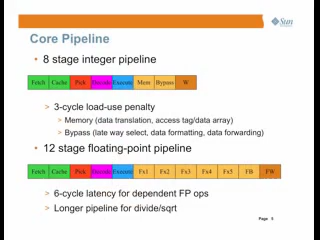 Sun
Core Pipeline
• 8 stage integer pipeline
Fetch Cache Pick Decode Execute Mem Bypass W
> 3-cycle load-use penalty
> Memory (data translation, access tag/data array)
> Bypass (late way select, data formatting, data forwarding)
• 12 stage floating-point pipeline
Fetch Cache Pick Decode Execute Fx1 Fx2 Fx3 Fx4 Fx5 FB FW
> 6-cycle latency for dependent FP ops
> Longer pipeline for divide/sqrt
Page 5